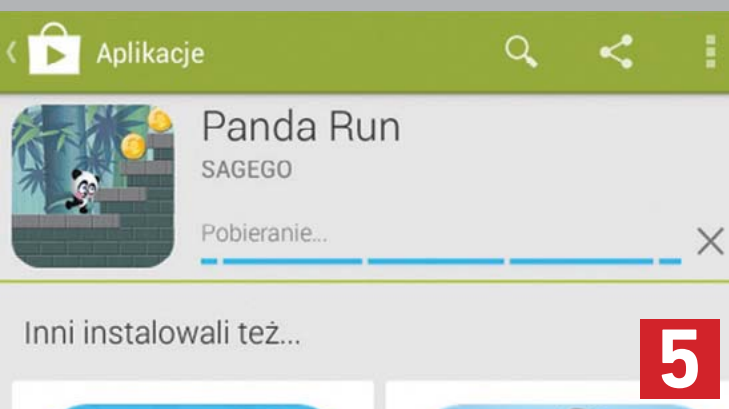 Aplikacje
Panda Run
SAGEGO
Pobieranie...
Inni instalowali też...
5